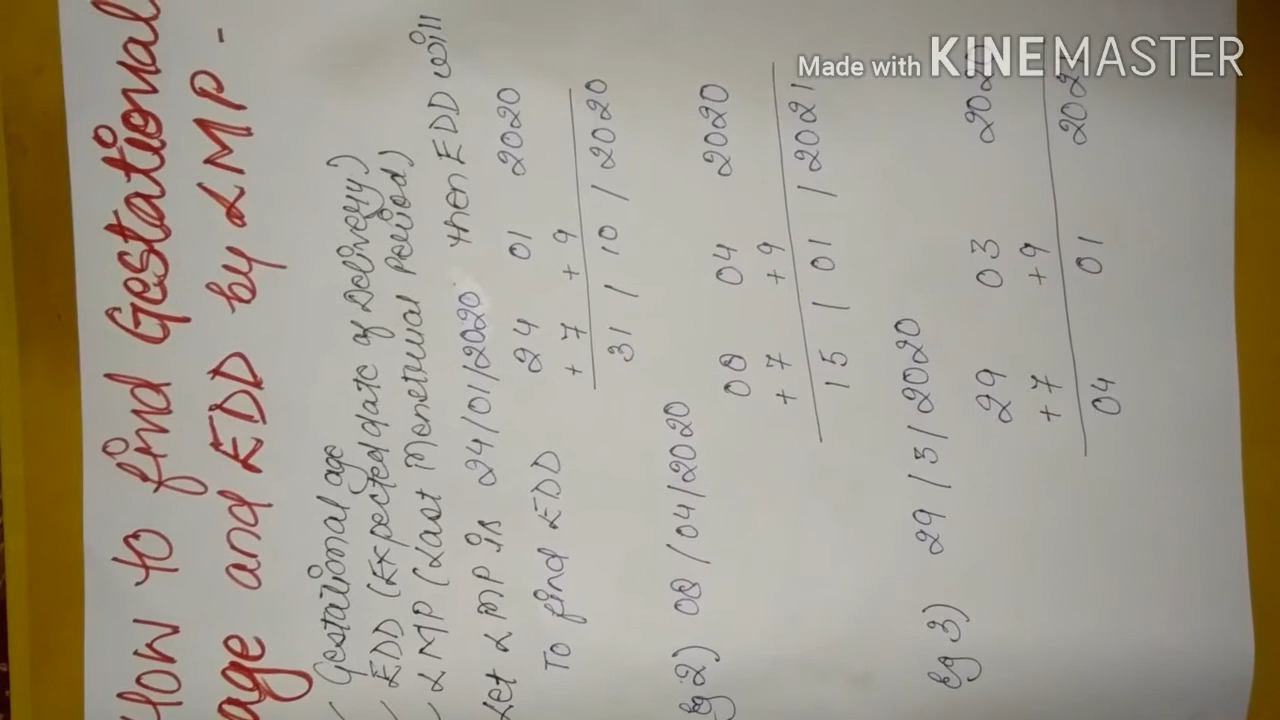 How to find Gestational
age and EDD by LMP -
Gestational age
EDD (Expected date of Delivery)
LMP (Last Menstrual Period)
Let LMP is 24/01/2020 then EDD will
To find EDD
24 01 2020
+ 7 + 9
31 / 10 / 2020
Eg 2) 08/04/2020
08 04 2020
+ 7 + 9
15 / 01 / 2021
Eg 3) 29 / 3 / 2020
29 03 2020
+ 7 + 9
04 01 202
Made with KINEMASTER